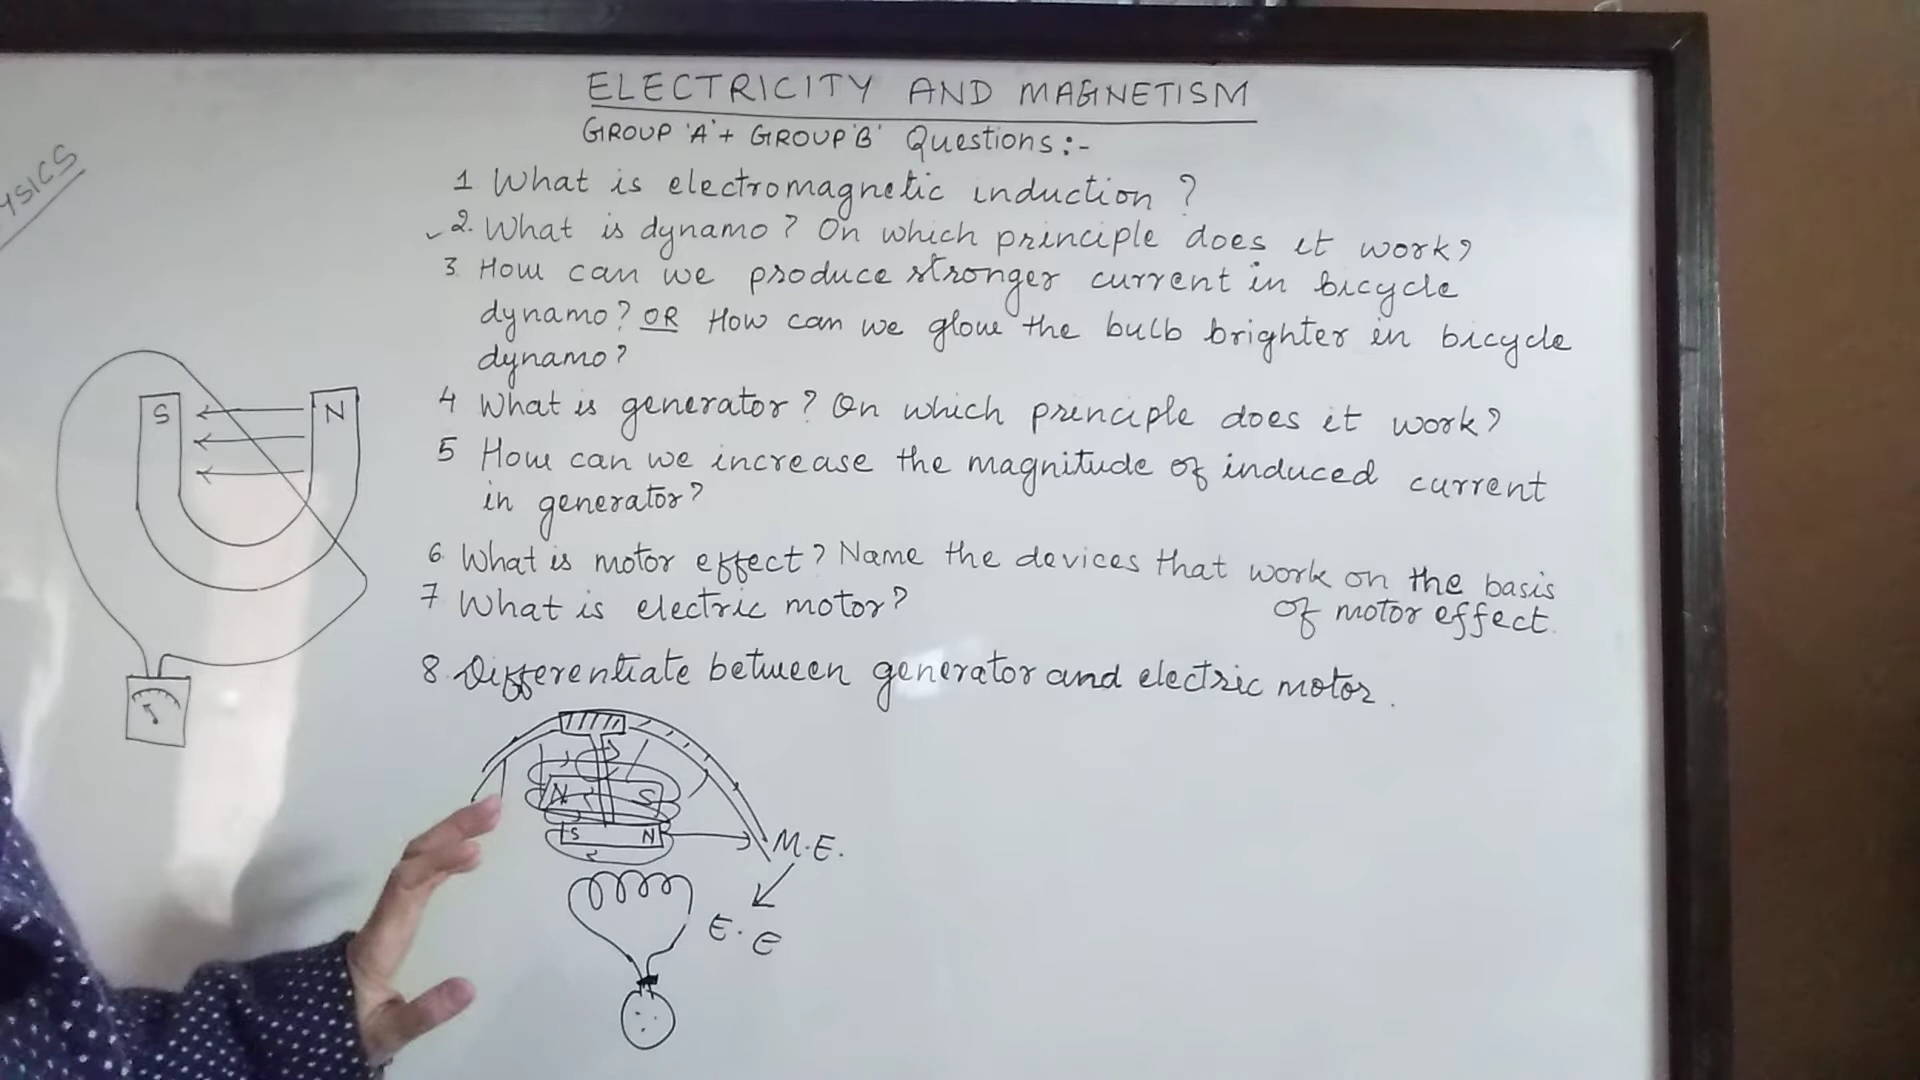 ELECTRICITY AND MAGNETISM
GROUP 'A' + GROUP 'B' Questions:-
1 What is electromagnetic induction ?
2. What is dynamo? On which principle does it work?
3. How can we produce stronger current in bicycle
dynamo? OR How can we glow the bulb brighter in bicycle
dynamo?
4 What is generator? On which principle does it work?
5 How can we increase the magnitude of induced current
in generator?
6. What is motor effect? Name the devices that work on the basis
of motor effect.
7 What is electric motor?
8. Differentiate between generator and electric motor.
YSICS
S N
N S
S N
M.E.
E.E